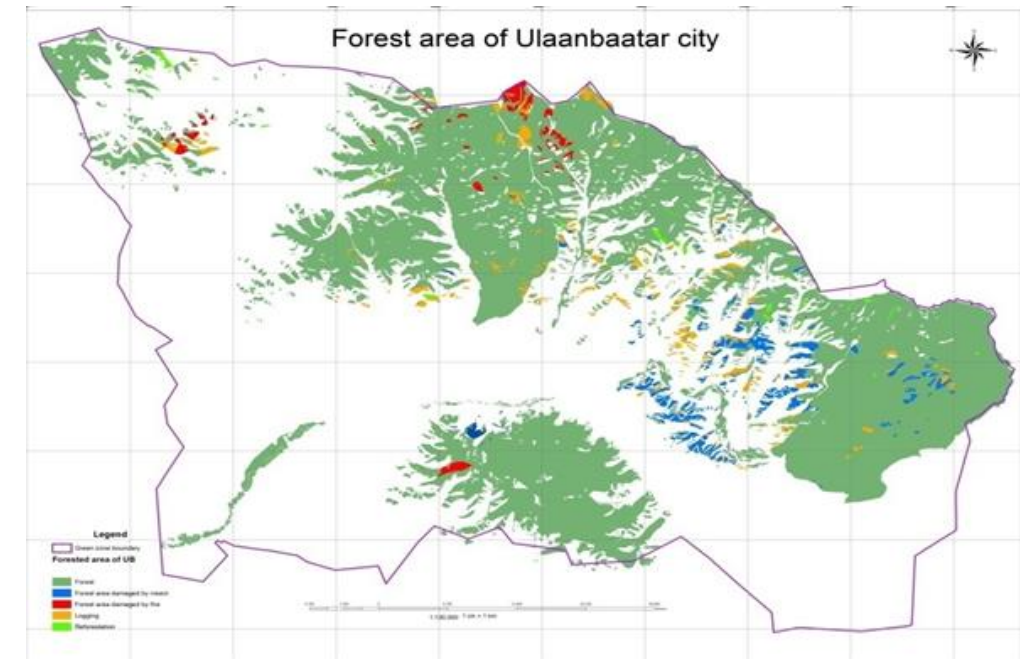 Forest area of Ulaanbaatar city
Legend
Green zone boundary
Forested area of UB
Forest
Forest area damaged by insect
Forest area damaged by fire
Logging
Reforestation